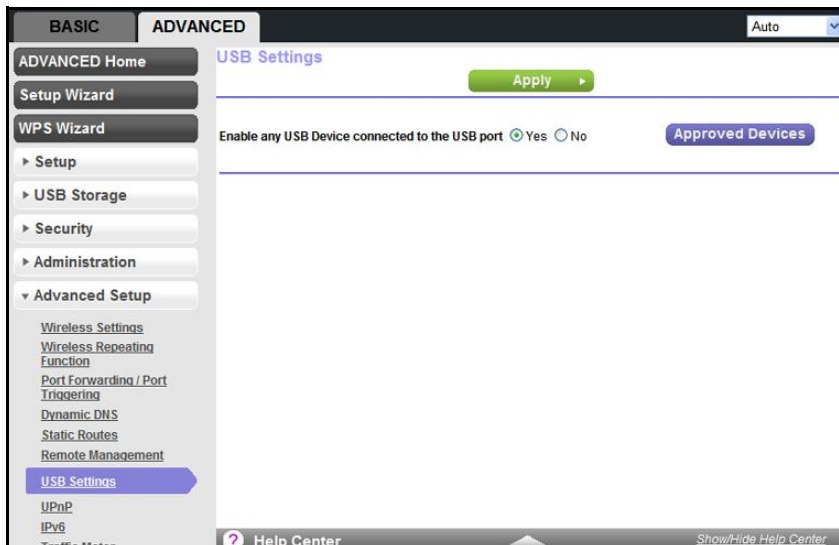 BASIC
ADVANCED
Auto
ADVANCED Home
Setup Wizard
WPS Wizard
Setup
USB Storage
Security
Administration
Advanced Setup
Wireless Settings
Wireless Repeating
Function
Port Forwarding / Port
Triggering
Dynamic DNS
Static Routes
Remote Management
USB Settings
UPnP
IPv6
Traffic Meter
USB Settings
Apply
Enable any USB Device connected to the USB port Yes No
Approved Devices
? Help Center
Show/Hide Help Center